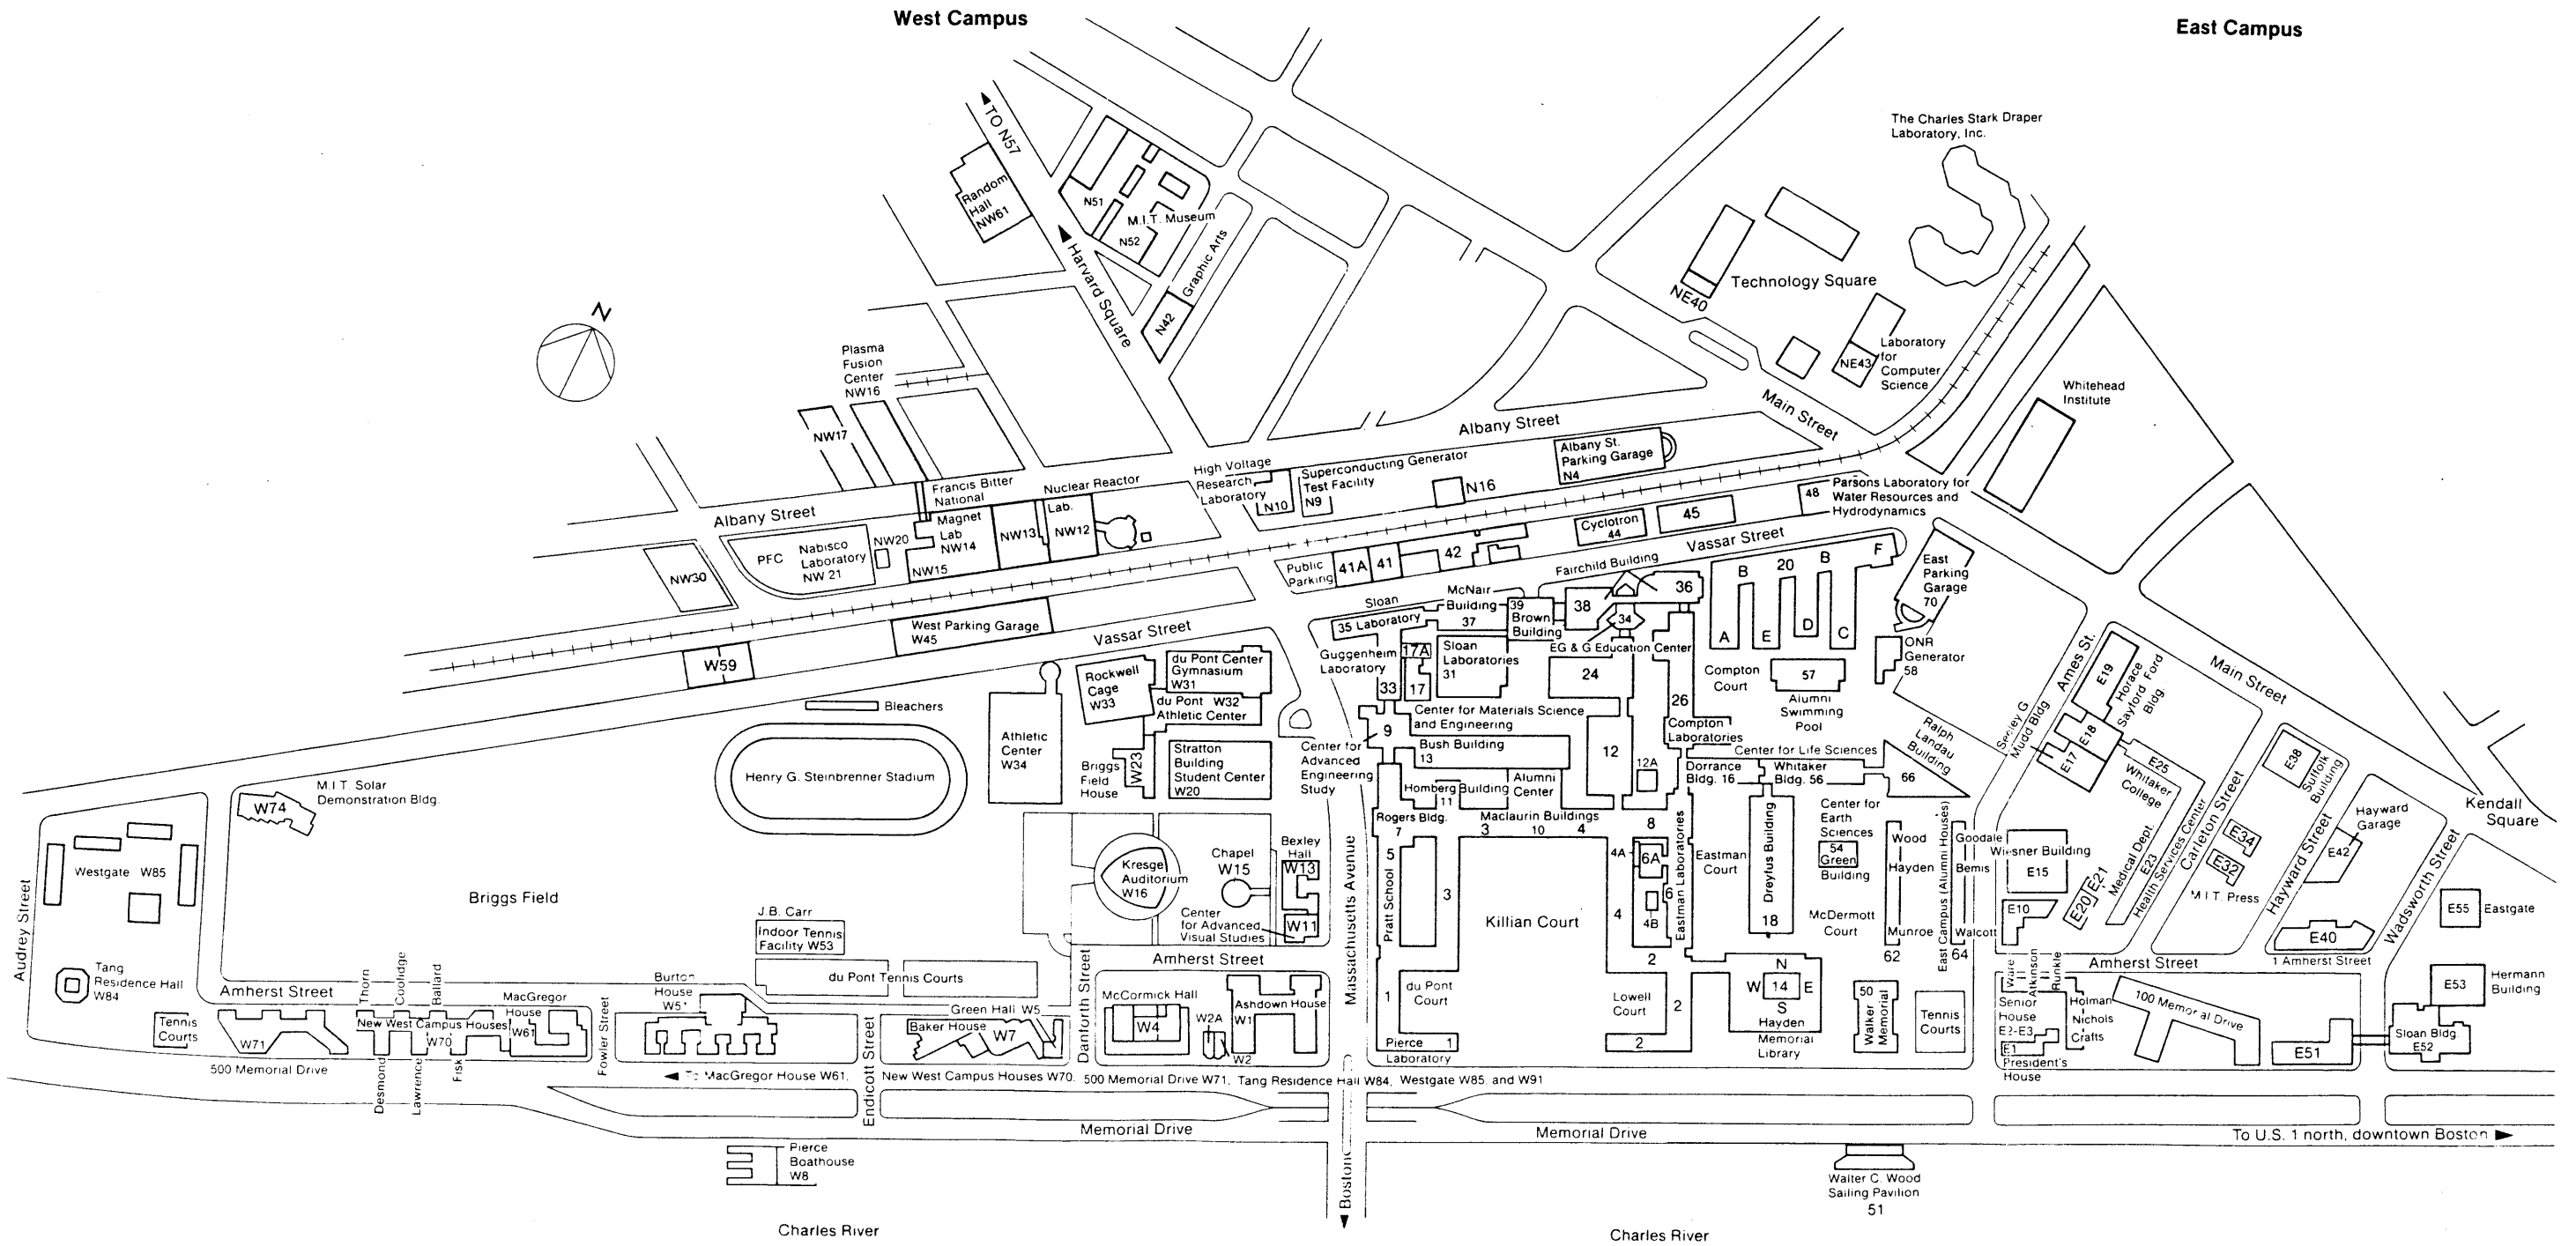 West Campus
East Campus
The Charles Stark Draper
Laboratory, Inc.
TO N57
Random
Hall
NW61
N51
M.I.T. Museum
N52
Graphic Arts
Harvard Square
N42
N
NE40
Technology Square
NE43
Laboratory
for
Computer
Science
Whitehead
Institute
Plasma
Fusion
Center
NW16
NW17
Main Street
Albany Street
Albany St.
Parking Garage
N4
High Voltage
Research
Laboratory
N10
Superconducting Generator
Test Facility
N9
N16
Francis Bitter
National
Magnet
Lab
NW14
Nuclear Reactor
Lab.
NW13
NW12
Albany Street
PFC
Nabisco
Laboratory
NW 21
NW20
NW15
NW30
48
Parsons Laboratory for
Water Resources and
Hydrodynamics
Cyclotron
44
45
Vassar Street
Public
Parking
41A
41
42
Fairchild Building
36
38
34
McNair
Building
37
39
Brown
Building
Sloan
35 Laboratory
EG & G Education Center
B
20
B
F
A
E
D
C
East
Parking
Garage
70
ONR
Generator
58
West Parking Garage
W45
Vassar Street
W59
Guggenheim
Laboratory
33
17A
17
Sloan
Laboratories
31
24
26
Compton
Laboratories
Compton
Court
57
Alumni
Swimming
Pool
Rockwell
Cage
W33
du Pont Center
Gymnasium
W31
du Pont W32
Athletic Center
Bleachers
Athletic
Center
W34
Henry G. Steinbrenner Stadium
Briggs
Field
House
W23
Stratton
Building
Student Center
W20
Center for
Advanced
Engineering
Study
9
Center for Materials Science
and Engineering
Bush Building
13
12
12A
Homberg Building
11
Alumni
Center
Center for Life Sciences
Dorrance
Bldg. 16
Whitaker
Bldg. 56
66
Ralph
Landau
Building
Ames St.
Seeley G
Mudd Bldg
E19
Horace
Sayford Ford
Bldg.
E18
E17
E25
Whitaker
College
Main Street
E38
Suffolk
Building
Kendall
Square
M.I.T. Solar
Demonstration Bldg.
W74
Westgate W85
Audrey Street
Briggs Field
Kresge
Auditorium
W16
Chapel
W15
Bexley
Hall
W13
Center
for Advanced
Visual Studies
W11
J.B. Carr
Indoor Tennis
Facility W53
du Pont Tennis Courts
Massachusetts Avenue
Rogers Bldg.
7
Maclaurin Buildings
3
10
4
8
5
Pratt School
3
Killian Court
4A
6A
4
6
4B
Eastman Laboratories
Eastman
Court
Dreyfus Building
18
Center for
Earth
Sciences
54
Green
Building
McDermott
Court
Wood
Hayden
Munroe
62
East Campus (Alumni Houses)
Goodale
Bemis
Walcott
64
Wiesner Building
E15
E10
E20
E21
Medical Dept.
E23
Health Services Center
Carleton Street
E34
E32
M.I.T. Press
Hayward Street
Hayward
Garage
E42
Wadsworth Street
E40
1 Amherst Street
E55
Eastgate
Tang
Residence Hall
W84
Amherst Street
Thorn
Coolidge
Ballard
MacGregor
House
W61
New West Campus Houses
W70
Desmond
Lawrence
Fisk
Tennis
Courts
W71
500 Memorial Drive
Fowler Street
Burton
House
W51
Endicott Street
Green Hall W5
Baker House
W7
Danforth Street
Amherst Street
McCormick Hall
W4
W2A
W2
Ashdown House
W1
1
du Pont
Court
Pierce 1
Laboratory
2
Lowell
Court
2
2
N
W 14 E
S
Hayden
Memorial
Library
50
Walker
Memorial
Tennis
Courts
Amherst Street
Ware
Atkinson
Runkle
Senior
House
E2-E3
Holman
Nichols
Crafts
E1
President's
House
100 Memorial Drive
E51
E53
Hermann
Building
Sloan Bldg.
E52
To MacGregor House W61, New West Campus Houses W70, 500 Memorial Drive W71, Tang Residence Hall W84, Westgate W85, and W91
Memorial Drive
Memorial Drive
To U.S. 1 north, downtown Boston
Pierce
Boathouse
W8
Boston
Walter C. Wood
Sailing Pavilion
51
Charles River
Charles River